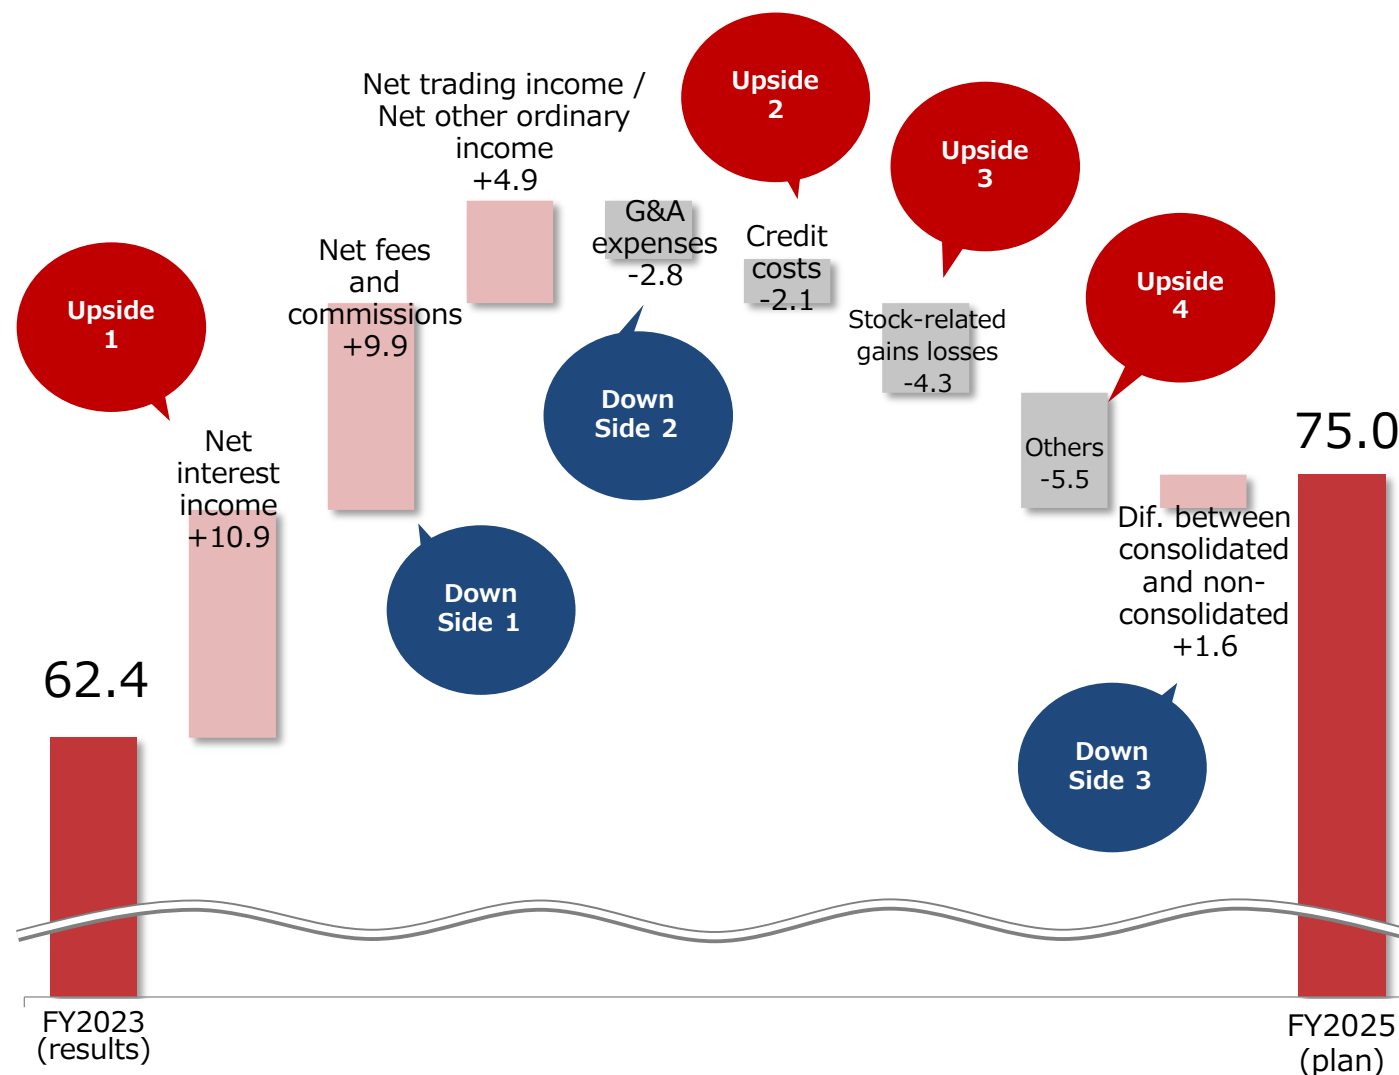 Net trading income /
Net other ordinary
income
+4.9
Upside
2
Upside
3
G&A
expenses
-2.8
Credit
costs
-2.1
Net fees
and
commissions
+9.9
Upside
1
Upside
4
Stock-related
gains losses
-4.3
Down
Side 2
Net
interest
income
+10.9
Others
-5.5
75.0
Dif. between
consolidated
and non-
consolidated
+1.6
Down
Side 1
62.4
Down
Side 3
FY2023
(results)
FY2025
(plan)